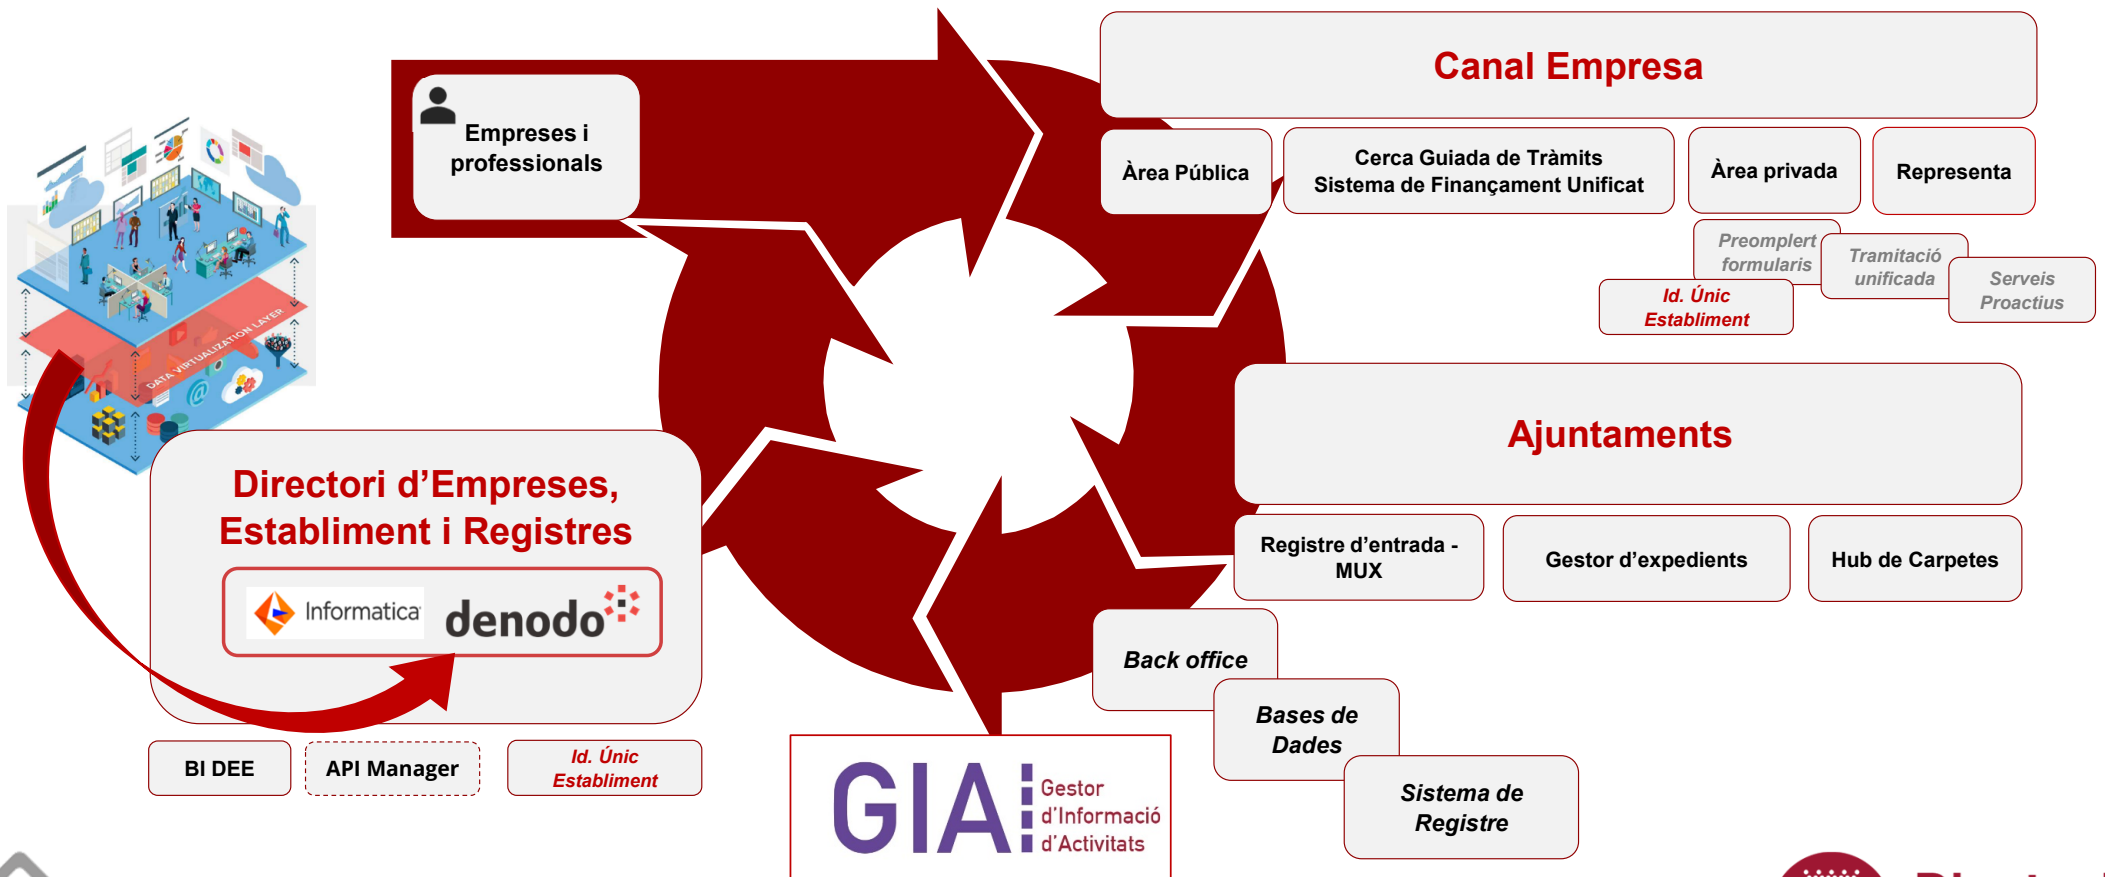 Empreses i
professionals
Canal Empresa
Àrea Pública
Cerca Guiada de Tràmits
Sistema de Finançament Unificat
Àrea privada
Representa
Preomplert
formularis
Tramitació
unificada
Serveis
Proactius
Id. Únic
Establiment
DATA VIRTUALIZATION LAYER
Ajuntaments
Registre d’entrada -
MUX
Gestor d’expedients
Hub de Carpetes
Back office
Bases de
Dades
Sistema de
Registre
Directori d’Empreses,
Establiment i Registres
Informatica
denodo
BI DEE
API Manager
Id. Únic
Establiment
GIA
Gestor
d'Informació
d'Activitats